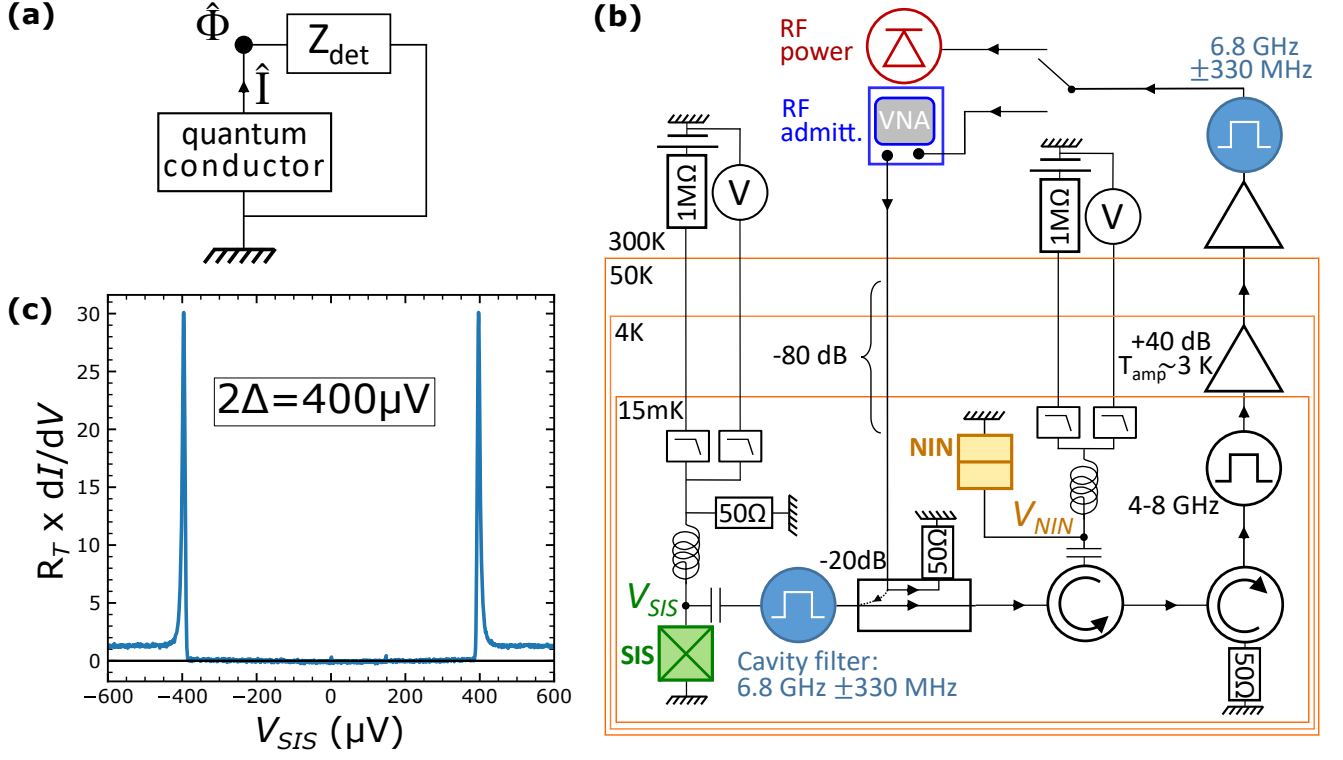 (a)
Φ̂
Z_det
Î
quantum
conductor
(b)
RF
power
RF
admitt.
VNA
6.8 GHz
±330 MHz
1MΩ
V
1MΩ
V
300K
50K
4K
-80 dB
+40 dB
T_amp~3 K
15mK
NIN
V_NIN
4-8 GHz
50Ω
-20dB
50Ω
V_SIS
SIS
Cavity filter:
6.8 GHz ±330 MHz
50Ω
(c)
R_T x dI/dV
30
25
20
15
10
5
0
2Δ=400μV
−600
−400
−200
0
200
400
600
V_SIS (μV)